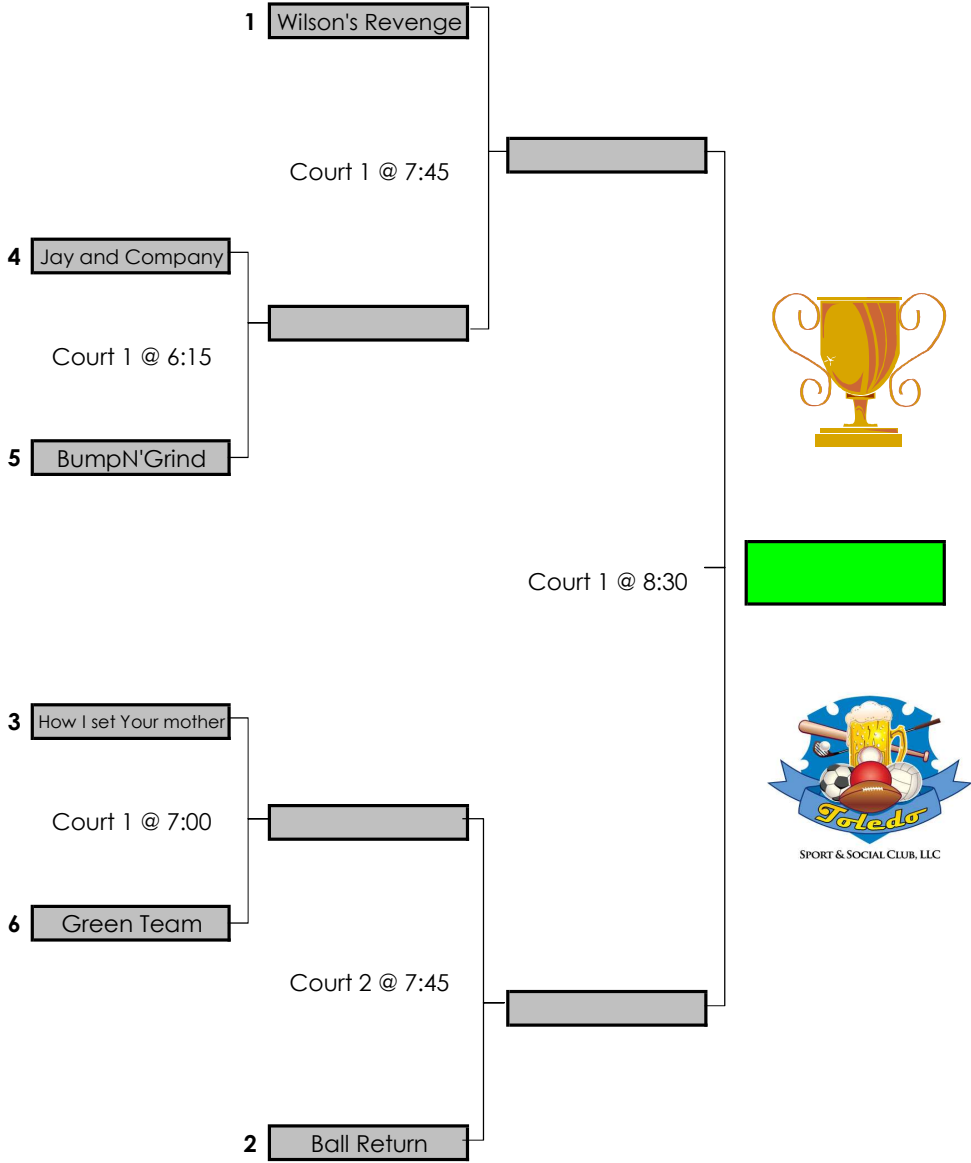 1 Wilson's Revenge
Court 1 @ 7:45
4 Jay and Company
Court 1 @ 6:15
5 BumpN'Grind
Court 1 @ 8:30
3 How I set Your mother
Court 1 @ 7:00
6 Green Team
Court 2 @ 7:45
2 Ball Return
Toledo
SPORT & SOCIAL CLUB, LLC